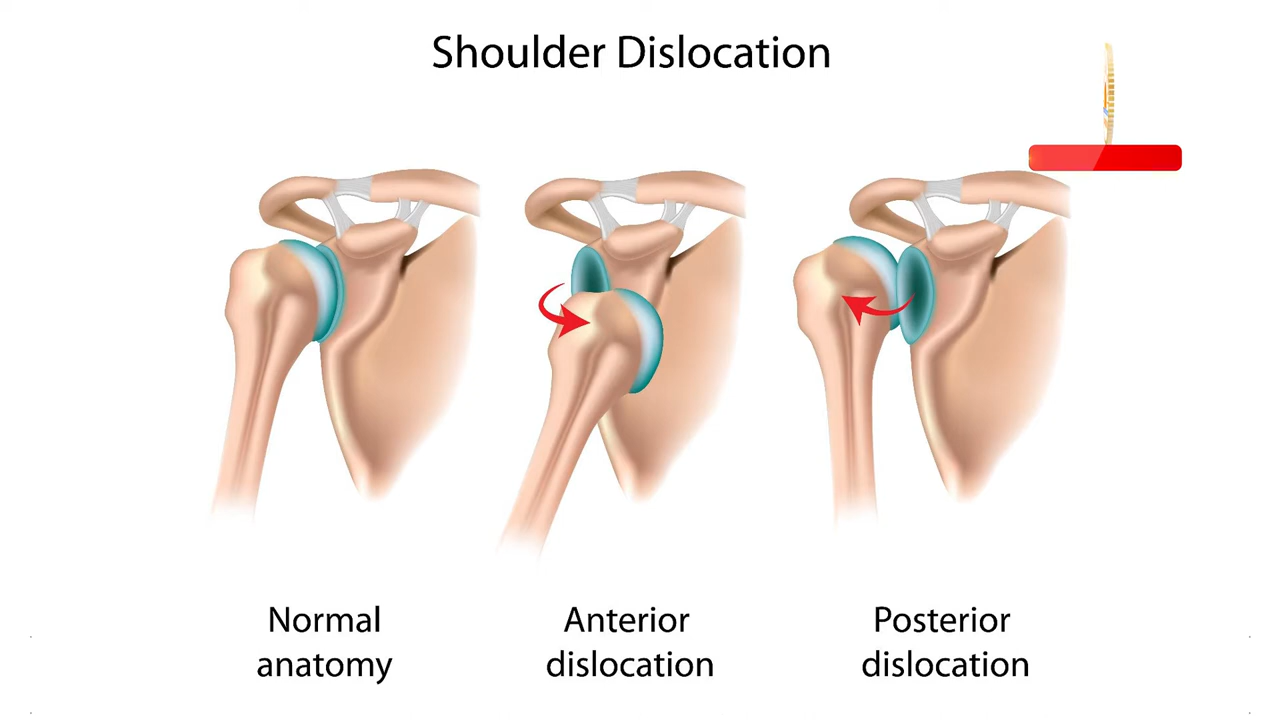 Shoulder Dislocation
Normal
anatomy
Anterior
dislocation
Posterior
dislocation